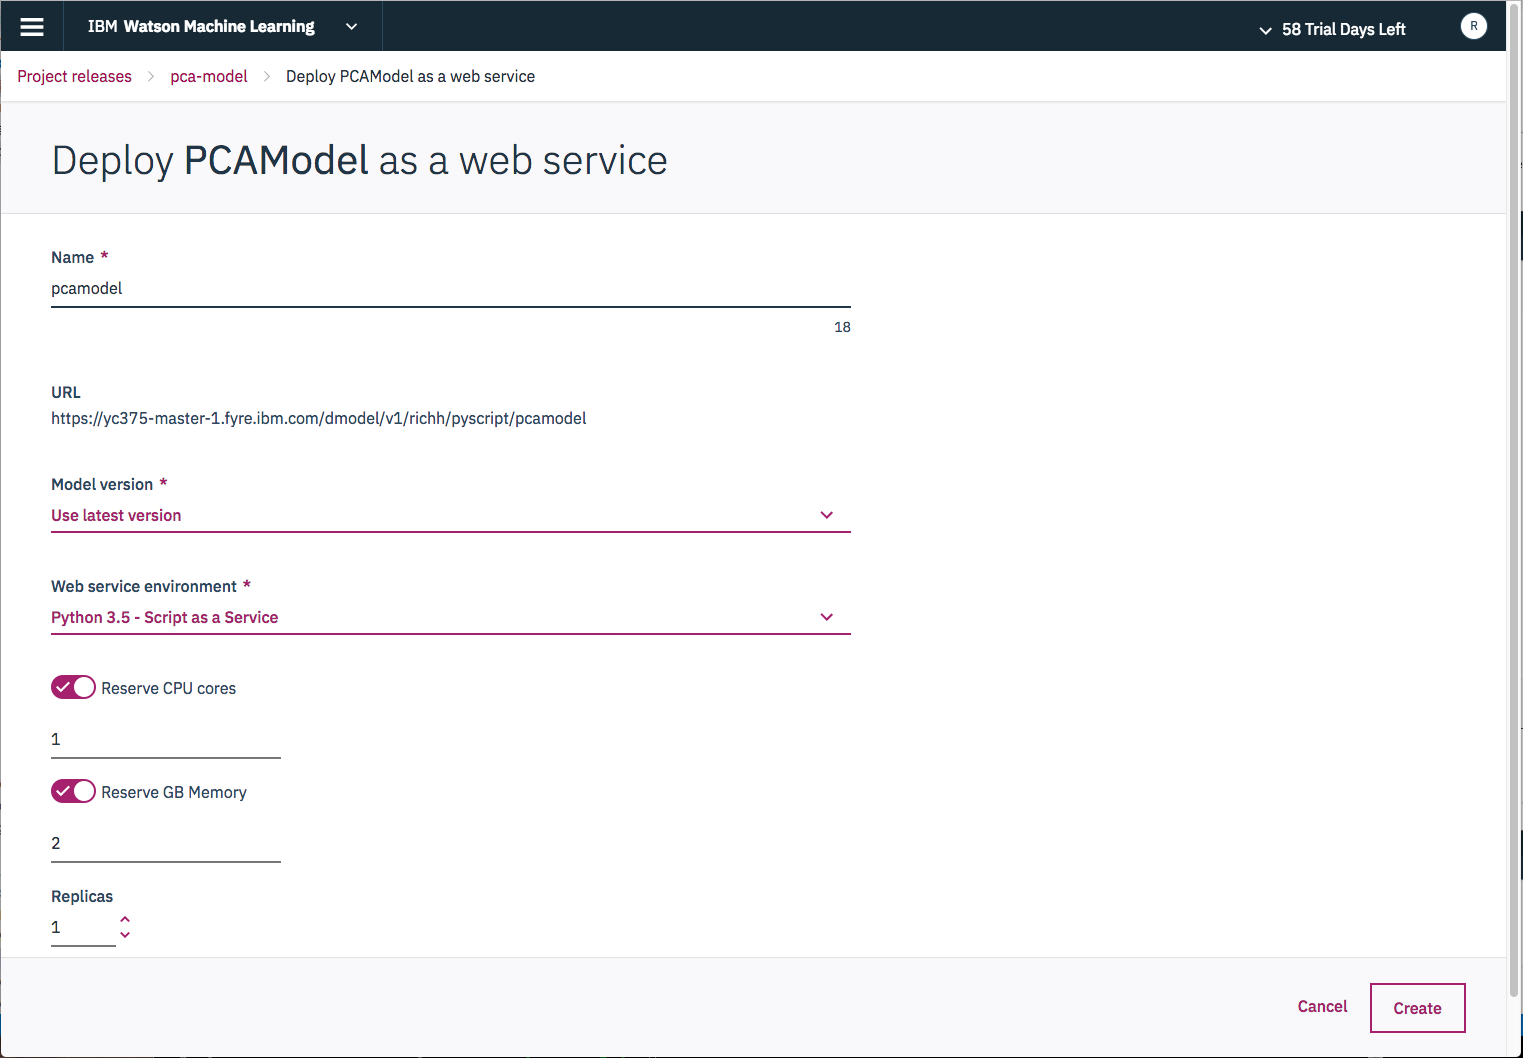 IBM Watson Machine Learning
58 Trial Days Left
R
Project releases > pca-model > Deploy PCAModel as a web service
Deploy PCAModel as a web service
Name *
pcamodel
18
URL
https://yc375-master-1.fyre.ibm.com/dmodel/v1/richh/pyscript/pcamodel
Model version *
Use latest version
Web service environment *
Python 3.5 - Script as a Service
Reserve CPU cores
1
Reserve GB Memory
2
Replicas
1
Cancel
Create